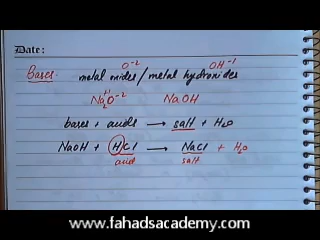 Date:
O⁻² OH⁻¹
Bases. metal oxides / metal hydroxides
Na₂⁺¹O⁻² NaOH
bases + acids → salt + H₂O
NaOH + HCl → NaCl + H₂O
acid salt
www.fahadsacademy.com